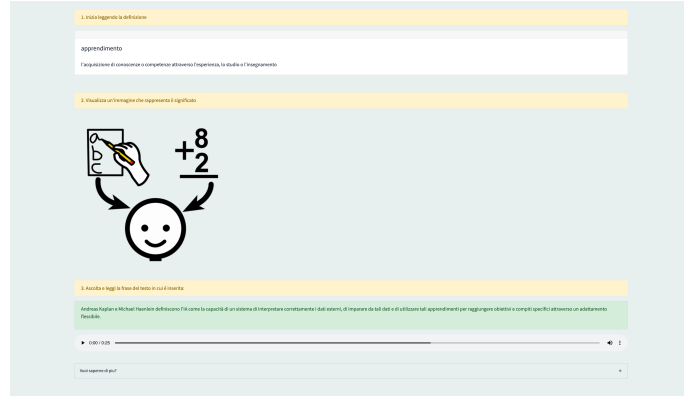 1. Inizia leggendo la definizione
apprendimento
l'acquisizione di conoscenze o competenze attraverso l'esperienza, lo studio o l'insegnamento
2. Visualizza un'immagine che rappresenta il significato
a
b
c
+8
2
3. Ascolta e leggi la frase del testo in cui è inserita:
Andreas Kaplan e Michael Haenlein definiscono l'IA come la capacità di un sistema di interpretare correttamente i dati esterni, di imparare da tali dati e di utilizzare tali apprendimenti per raggiungere obiettivi e compiti specifici attraverso un adattamento
flessibile.
0:00 / 0:25
Vuoi saperne di più?
+